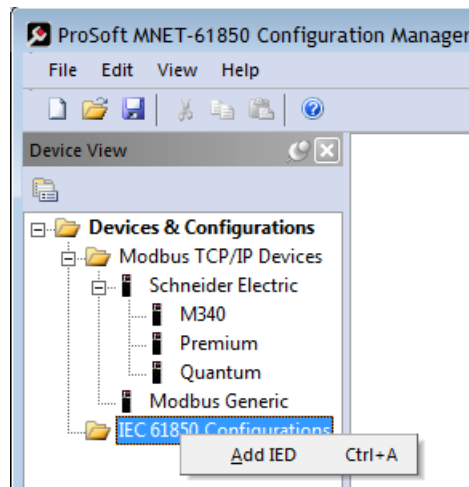 ProSoft MNET-61850 Configuration Manager
File Edit View Help
Device View
Devices & Configurations
Modbus TCP/IP Devices
Schneider Electric
M340
Premium
Quantum
Modbus Generic
IEC 61850 Configurations
Add IED Ctrl+A